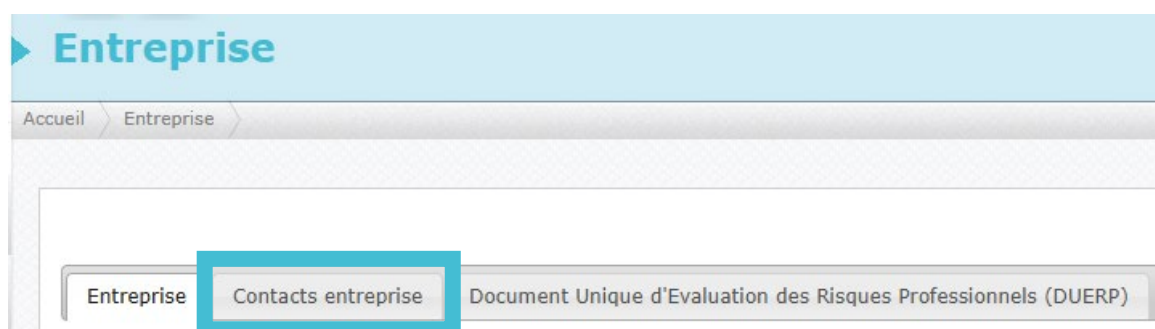 Entreprise
Accueil Entreprise
Entreprise Contacts entreprise Document Unique d'Evaluation des Risques Professionnels (DUERP)